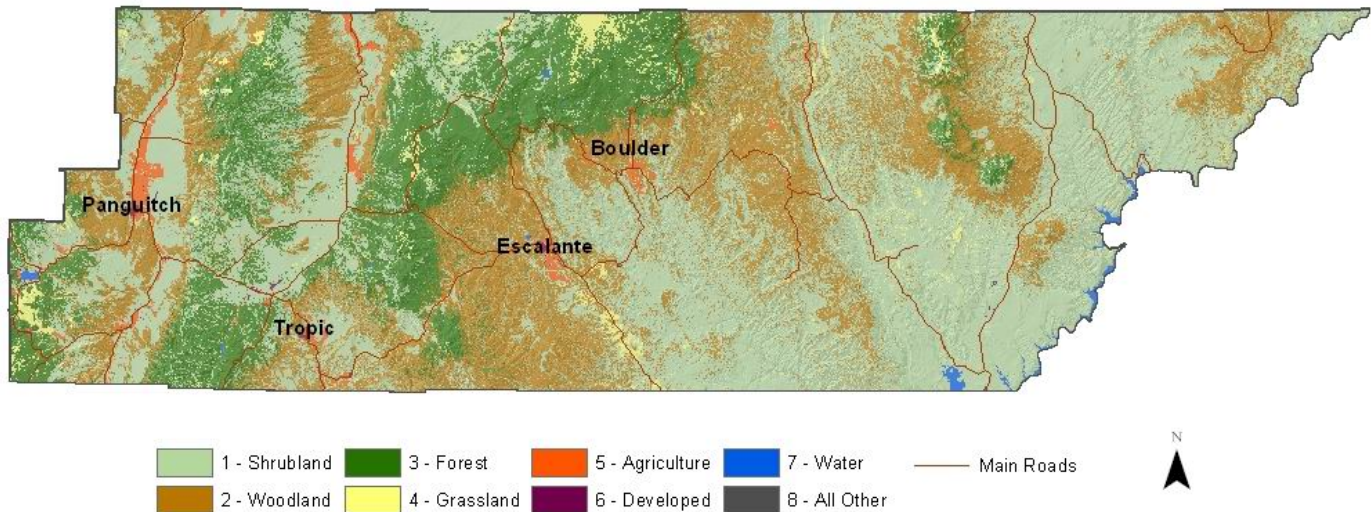 Boulder
Panguitch
Escalante
Tropic
N
1 - Shrubland
3 - Forest
5 - Agriculture
7 - Water
Main Roads
2 - Woodland
4 - Grassland
6 - Developed
8 - All Other